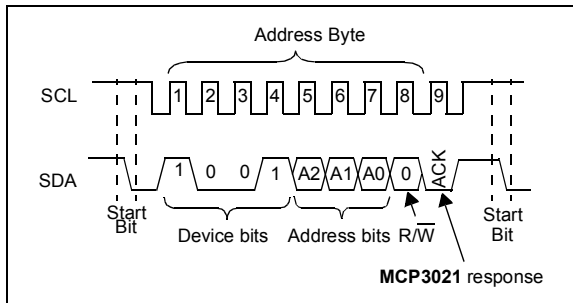 Address Byte
SCL 1 2 3 4 5 6 7 8 9
SDA 1 0 0 1 A2 A1 A0 0 ACK
Start Bit
Device bits
Address bits
R/W̅
Start Bit
MCP3021 response